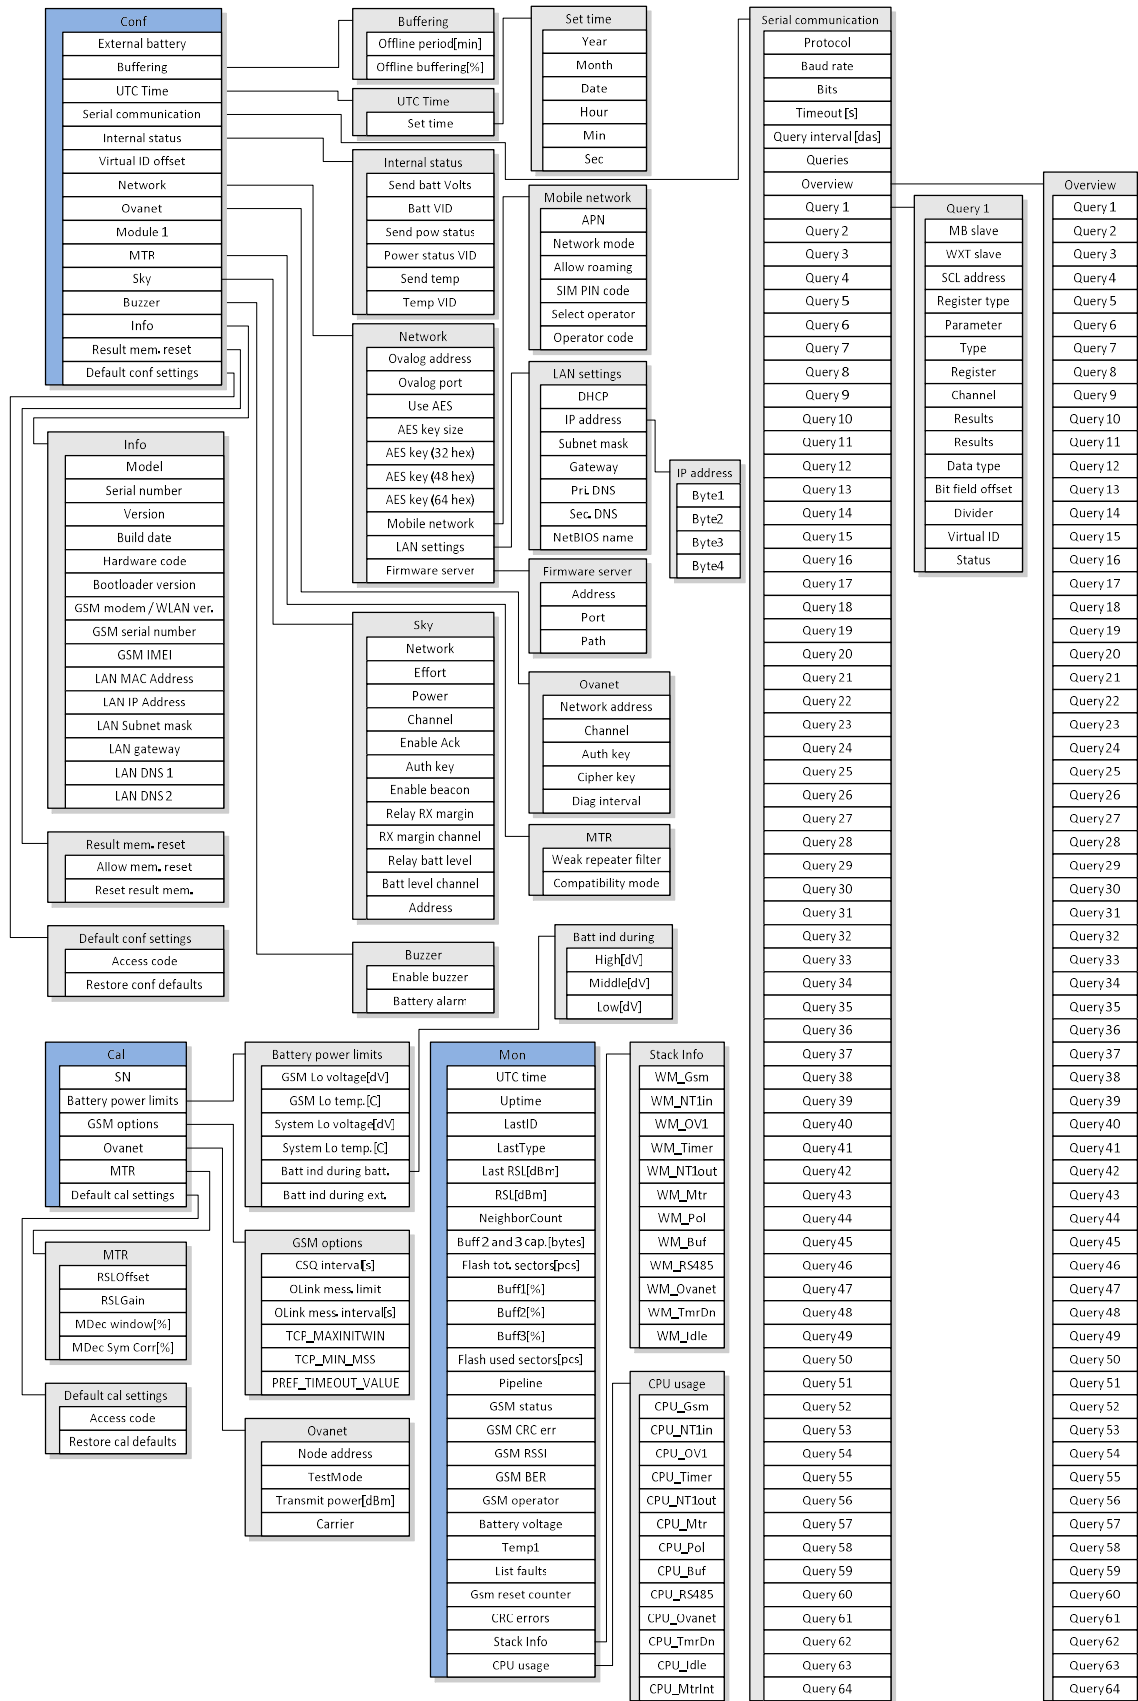 Conf
External battery
Buffering
UTC Time
Serial communication
Internal status
Virtual ID offset
Network
Ovanet
Module 1
MTR
Sky
Buzzer
Info
Result mem. reset
Default conf settings
Info
Model
Serial number
Version
Build date
Hardware code
Bootloader version
GSM modem / WLAN ver.
GSM serial number
GSM IMEI
LAN MAC Address
LAN IP Address
LAN Subnet mask
LAN gateway
LAN DNS 1
LAN DNS 2
Result mem. reset
Allow mem. reset
Reset result mem.
Default conf settings
Access code
Restore conf defaults
Buffering
Offline period[min]
Offline buffering[%]
UTC Time
Set time
Internal status
Send batt Volts
Batt VID
Send pow status
Power status VID
Send temp
Temp VID
Network
Ovalog address
Ovalog port
Use AES
AES key size
AES key (32 hex)
AES key (48 hex)
AES key (64 hex)
Mobile network
LAN settings
Firmware server
Sky
Network
Effort
Power
Channel
Enable Ack
Auth key
Enable beacon
Relay RX margin
RX margin channel
Relay batt level
Batt level channel
Address
Buzzer
Enable buzzer
Battery alarm
Set time
Year
Month
Date
Hour
Min
Sec
Mobile network
APN
Network mode
Allow roaming
SIM PIN code
Select operator
Operator code
LAN settings
DHCP
IP address
Subnet mask
Gateway
Pri. DNS
Sec. DNS
NetBIOS name
IP address
Byte1
Byte2
Byte3
Byte4
Firmware server
Address
Port
Path
Ovanet
Network address
Channel
Auth key
Cipher key
Diag interval
MTR
Weak repeater filter
Compatibility mode
Batt ind during
High[dV]
Middle[dV]
Low[dV]
Serial communication
Protocol
Baud rate
Bits
Timeout [s]
Query interval [das]
Queries
Overview
Query 1
Query 2
Query 3
Query 4
Query 5
Query 6
Query 7
Query 8
Query 9
Query 10
Query 11
Query 12
Query 13
Query 14
Query 15
Query 16
Query 17
Query 18
Query 19
Query 20
Query 21
Query 22
Query 23
Query 24
Query 25
Query 26
Query 27
Query 28
Query 29
Query 30
Query 31
Query 32
Query 33
Query 34
Query 35
Query 36
Query 37
Query 38
Query 39
Query 40
Query 41
Query 42
Query 43
Query 44
Query 45
Query 46
Query 47
Query 48
Query 49
Query 50
Query 51
Query 52
Query 53
Query 54
Query 55
Query 56
Query 57
Query 58
Query 59
Query 60
Query 61
Query 62
Query 63
Query 64
Query 1
MB slave
WXT slave
SCL address
Register type
Parameter
Type
Register
Channel
Results
Results
Data type
Bit field offset
Divider
Virtual ID
Status
Overview
Query 1
Query 2
Query 3
Query 4
Query 5
Query 6
Query 7
Query 8
Query 9
Query 10
Query 11
Query 12
Query 13
Query 14
Query 15
Query 16
Query 17
Query 18
Query 19
Query 20
Query 21
Query 22
Query 23
Query 24
Query 25
Query 26
Query 27
Query 28
Query 29
Query 30
Query 31
Query 32
Query 33
Query 34
Query 35
Query 36
Query 37
Query 38
Query 39
Query 40
Query 41
Query 42
Query 43
Query 44
Query 45
Query 46
Query 47
Query 48
Query 49
Query 50
Query 51
Query 52
Query 53
Query 54
Query 55
Query 56
Query 57
Query 58
Query 59
Query 60
Query 61
Query 62
Query 63
Query 64
Cal
SN
Battery power limits
GSM options
Ovanet
MTR
Default cal settings
MTR
RSLOffset
RSLGain
MDec window[%]
MDec Sym Corr[%]
Default cal settings
Access code
Restore cal defaults
Battery power limits
GSM Lo voltage[dV]
GSM Lo temp.[C]
System Lo voltage[dV]
System Lo temp.[C]
Batt ind during batt.
Batt ind during ext.
GSM options
CSQ interval[s]
OLink mess. limit
OLink mess. interval[s]
TCP_MAXINITWIN
TCP_MIN_MSS
PREF_TIMEOUT_VALUE
Ovanet
Node address
TestMode
Transmit power[dBm]
Carrier
Mon
UTC time
Uptime
LastID
LastType
Last RSL[dBm]
RSL[dBm]
NeighborCount
Buff 2 and 3 cap.[bytes]
Flash tot. sectors[pcs]
Buff1[%]
Buff2[%]
Buff3[%]
Flash used sectors[pcs]
Pipeline
GSM status
GSM CRC err
GSM RSSI
GSM BER
GSM operator
Battery voltage
Temp1
List faults
Gsm reset counter
CRC errors
Stack Info
CPU usage
Stack Info
WM_Gsm
WM_NT1in
WM_OV1
WM_Timer
WM_NT1out
WM_Mtr
WM_Pol
WM_Buf
WM_RS485
WM_Ovanet
WM_TmrDn
WM_Idle
CPU usage
CPU_Gsm
CPU_NT1in
CPU_OV1
CPU_Timer
CPU_NT1out
CPU_Mtr
CPU_Pol
CPU_Buf
CPU_RS485
CPU_Ovanet
CPU_TmrDn
CPU_Idle
CPU_MtrInt